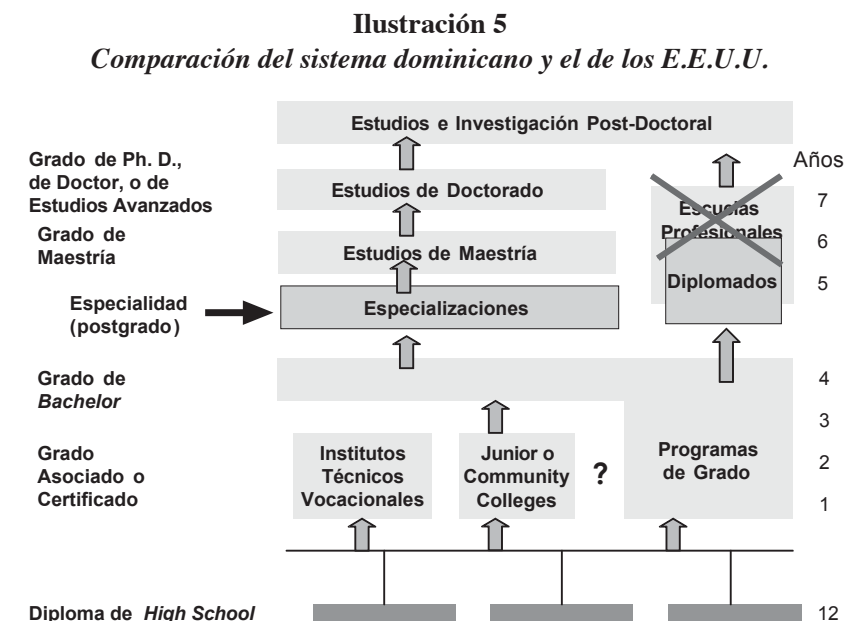 Ilustración 5
Comparación del sistema dominicano y el de los E.E.U.U.
Estudios e Investigación Post-Doctoral
Años
Grado de Ph. D.,
de Doctor, o de
Estudios Avanzados
Estudios de Doctorado
Escuelas
Profesionales
7
Grado de
Maestría
Estudios de Maestría
6
Diplomados
5
Especialidad
(postgrado)
Especializaciones
Grado de
Bachelor
4
3
Grado
Asociado o
Certificado
Institutos
Técnicos
Vocacionales
Junior o
Community
Colleges
?
Programas
de Grado
2
1
Diploma de High School
12